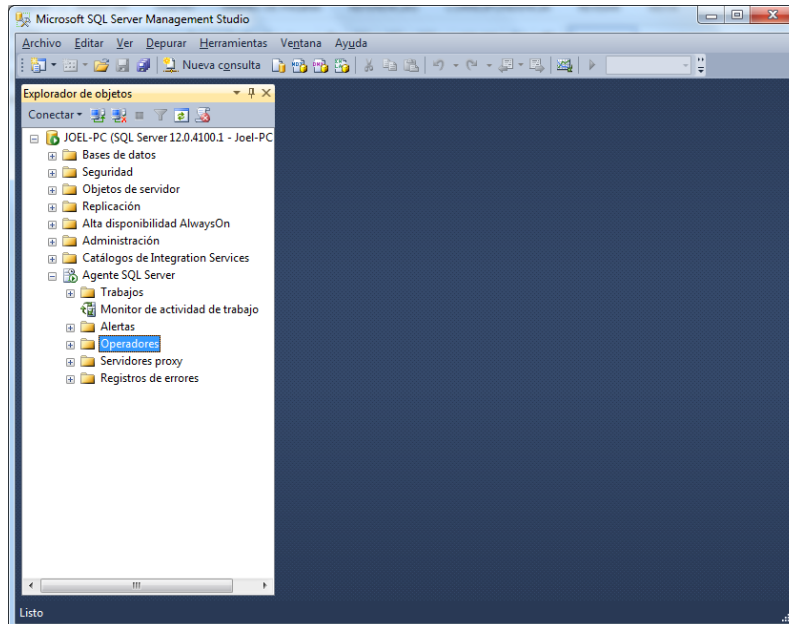 Microsoft SQL Server Management Studio
Archivo Editar Ver Depurar Herramientas Ventana Ayuda
Nueva consulta
Explorador de objetos
Conectar
JOEL-PC (SQL Server 12.0.4100.1 - Joel-PC
Bases de datos
Seguridad
Objetos de servidor
Replicación
Alta disponibilidad AlwaysOn
Administración
Catálogos de Integration Services
Agente SQL Server
Trabajos
Monitor de actividad de trabajo
Alertas
Operadores
Servidores proxy
Registros de errores
Listo